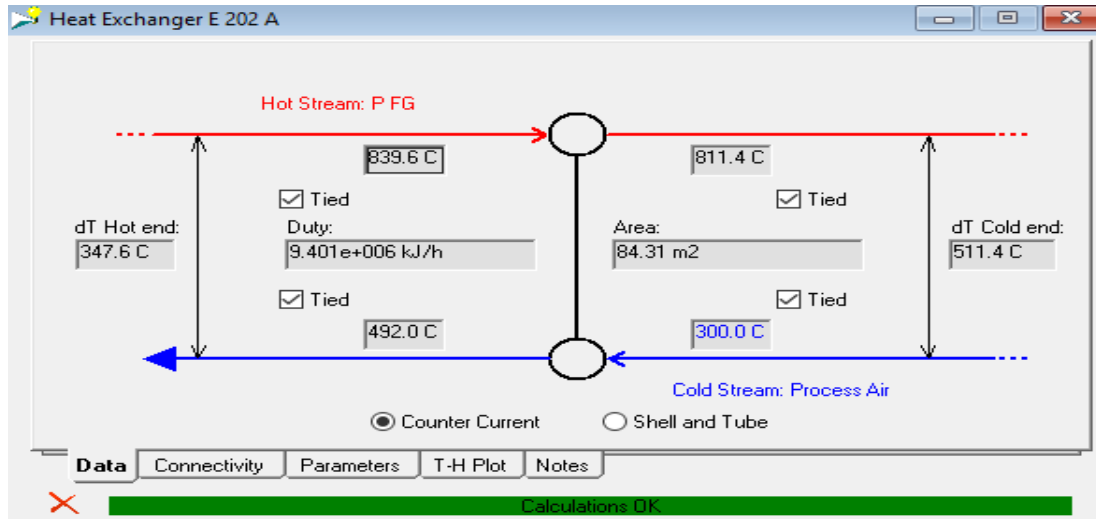 Heat Exchanger E 202 A
Hot Stream: P FG
839.6 C
811.4 C
Tied
Tied
dT Hot end:
Duty:
Area:
dT Cold end:
347.6 C
9.401e+006 kJ/h
84.31 m2
511.4 C
Tied
Tied
492.0 C
300.0 C
Cold Stream: Process Air
Counter Current
Shell and Tube
Data
Connectivity
Parameters
T-H Plot
Notes
Calculations OK